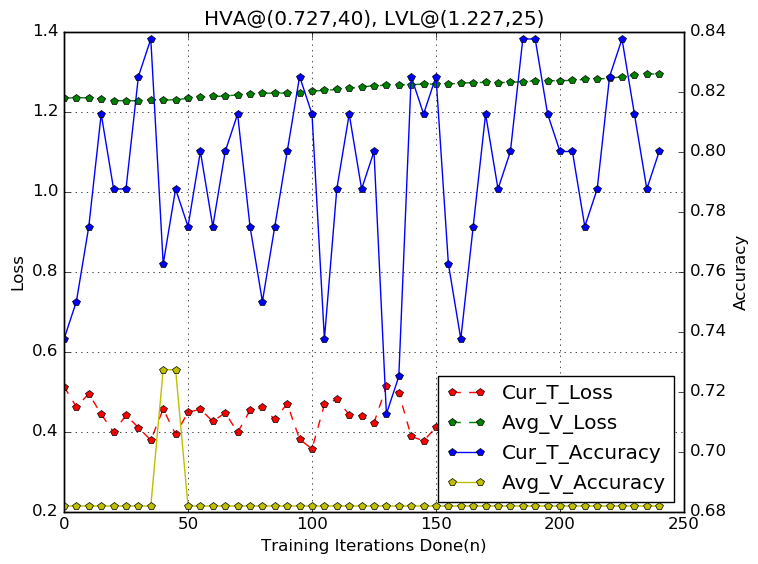 HVA@(0.727,40), LVL@(1.227,25)
1.4
1.2
1.0
0.8
0.6
0.4
0.2
Loss
0.84
0.82
0.80
0.78
0.76
0.74
0.72
0.70
0.68
Accuracy
Cur_T_Loss
Avg_V_Loss
Cur_T_Accuracy
Avg_V_Accuracy
0 50 100 150 200 250
Training Iterations Done(n)